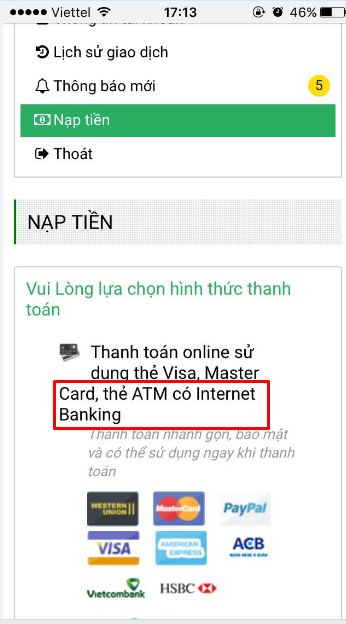 Viettel 17:13 46%
Lịch sử giao dịch
Thông báo mới 5
Nạp tiền
Thoát
NẠP TIỀN
Vui Lòng lựa chọn hình thức thanh
toán
Thanh toán online sử
dụng thẻ Visa, Master
Card, thẻ ATM có Internet
Banking
Thanh toán nhanh gọn, bảo mật
và có thể sử dụng ngay khi thanh
toán
WESTERN UNION MasterCard PayPal
VISA AMERICAN EXPRESS ACB
NGÂN HÀNG Á CHÂU
Vietcombank HSBC